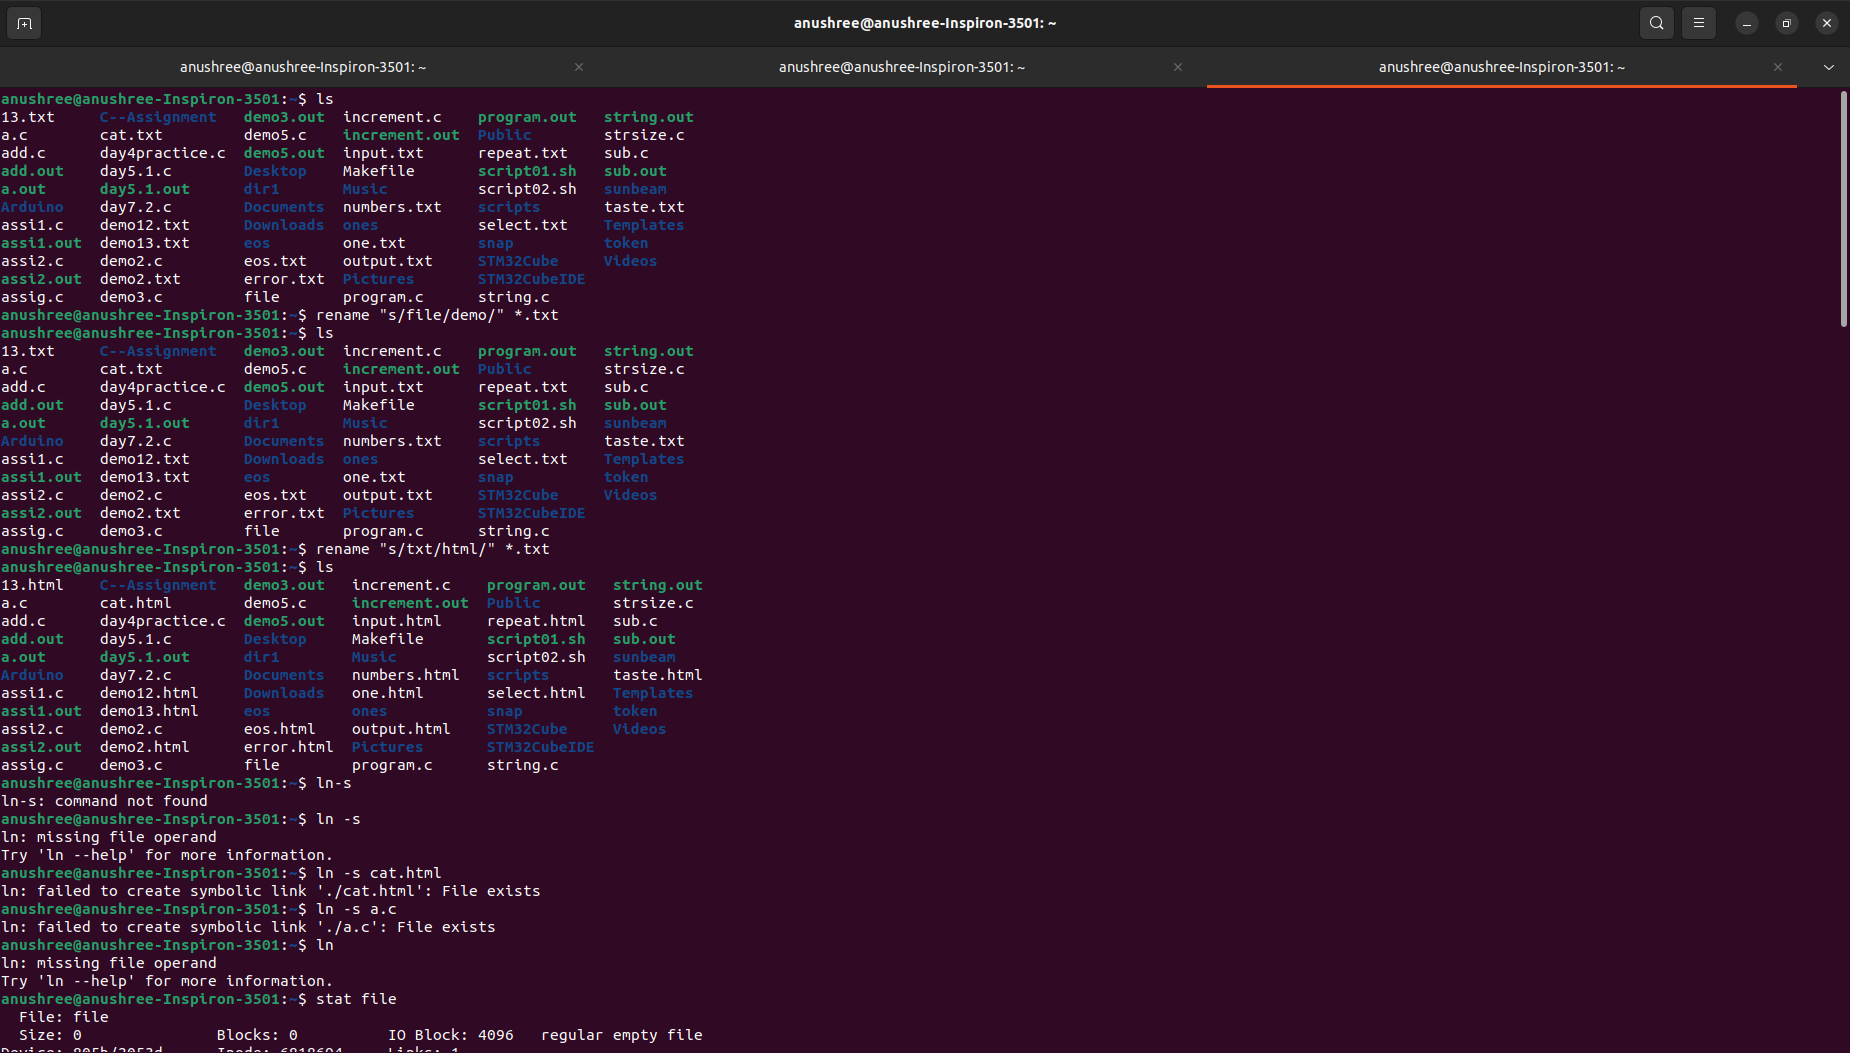 anushree@anushree-Inspiron-3501: ~
anushree@anushree-Inspiron-3501: ~ anushree@anushree-Inspiron-3501: ~ anushree@anushree-Inspiron-3501: ~
anushree@anushree-Inspiron-3501:~$ ls
13.txt C--Assignment demo3.out increment.c program.out string.out
a.c cat.txt demo5.c increment.out Public strsize.c
add.c day4practice.c demo5.out input.txt repeat.txt sub.c
add.out day5.1.c Desktop Makefile script01.sh sub.out
a.out day5.1.out dir1 Music script02.sh sunbeam
Arduino day7.2.c Documents numbers.txt scripts taste.txt
assi1.c demo12.txt Downloads ones select.txt Templates
assi1.out demo13.txt eos one.txt snap token
assi2.c demo2.c eos.txt output.txt STM32Cube Videos
assi2.out demo2.txt error.txt Pictures STM32CubeIDE
assig.c demo3.c file program.c string.c
anushree@anushree-Inspiron-3501:~$ rename "s/file/demo/" *.txt
anushree@anushree-Inspiron-3501:~$ ls
13.txt C--Assignment demo3.out increment.c program.out string.out
a.c cat.txt demo5.c increment.out Public strsize.c
add.c day4practice.c demo5.out input.txt repeat.txt sub.c
add.out day5.1.c Desktop Makefile script01.sh sub.out
a.out day5.1.out dir1 Music script02.sh sunbeam
Arduino day7.2.c Documents numbers.txt scripts taste.txt
assi1.c demo12.txt Downloads ones select.txt Templates
assi1.out demo13.txt eos one.txt snap token
assi2.c demo2.c eos.txt output.txt STM32Cube Videos
assi2.out demo2.txt error.txt Pictures STM32CubeIDE
assig.c demo3.c file program.c string.c
anushree@anushree-Inspiron-3501:~$ rename "s/txt/html/" *.txt
anushree@anushree-Inspiron-3501:~$ ls
13.html C--Assignment demo3.out increment.c program.out string.out
a.c cat.html demo5.c increment.out Public strsize.c
add.c day4practice.c demo5.out input.html repeat.html sub.c
add.out day5.1.c Desktop Makefile script01.sh sub.out
a.out day5.1.out dir1 Music script02.sh sunbeam
Arduino day7.2.c Documents numbers.html scripts taste.html
assi1.c demo12.html Downloads one.html select.html Templates
assi1.out demo13.html eos ones snap token
assi2.c demo2.c eos.html output.html STM32Cube Videos
assi2.out demo2.html error.html Pictures STM32CubeIDE
assig.c demo3.c file program.c string.c
anushree@anushree-Inspiron-3501:~$ ln-s
ln-s: command not found
anushree@anushree-Inspiron-3501:~$ ln -s
ln: missing file operand
Try 'ln --help' for more information.
anushree@anushree-Inspiron-3501:~$ ln -s cat.html
ln: failed to create symbolic link './cat.html': File exists
anushree@anushree-Inspiron-3501:~$ ln -s a.c
ln: failed to create symbolic link './a.c': File exists
anushree@anushree-Inspiron-3501:~$ ln
ln: missing file operand
Try 'ln --help' for more information.
anushree@anushree-Inspiron-3501:~$ stat file
File: file
Size: 0 Blocks: 0 IO Block: 4096 regular empty file